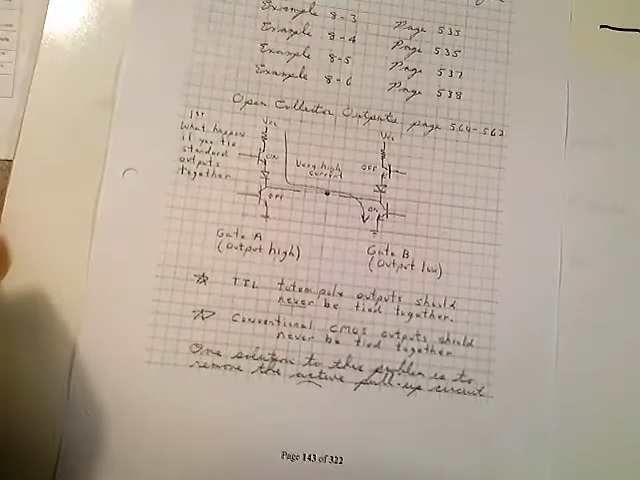 Example 8-3 Page 535
Example 8-4 Page 535
Example 8-5 Page 537
Example 8-6 Page 538
Open Collector Outputs page 560-562
1st
What happens
if you tie
standard
outputs
together
Vcc
ON
OFF
Very high
current
Vcc
OFF
ON
Gate A
(Output high)
Gate B
(Output low)
☆ TTL totem pole outputs should
never be tied together.
☆ Conventional CMOS outputs should
never be tied together
One solution to this problem is to
remove the active pull-up circuit
Page 143 of 322